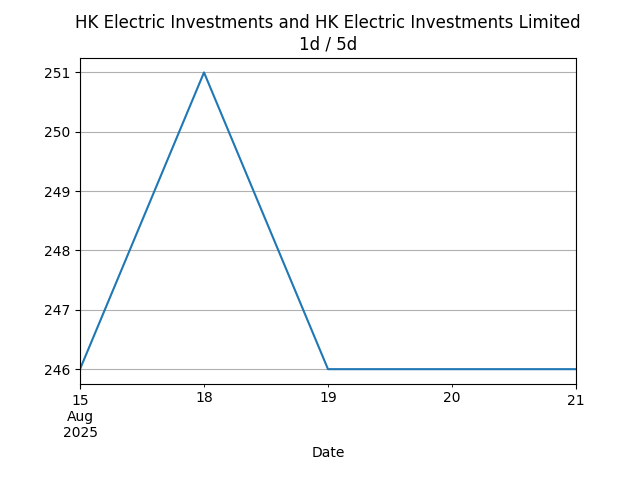 HK Electric Investments and HK Electric Investments Limited
1d / 5d
251
250
249
248
247
246
15 18 19 20 21
Aug
2025
Date